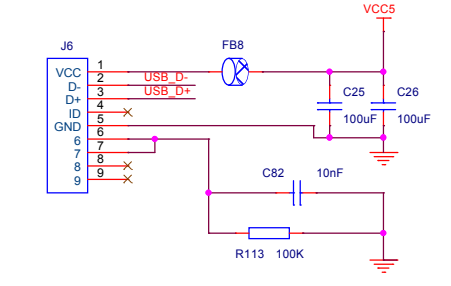 VCC5
J6
FB8
VCC 1
D- 2 USB_D-
D+ 3 USB_D+
ID 4
GND 5
6 6
7 7
8 8
9 9
C25
100uF
C26
100uF
C82 10nF
R113 100K